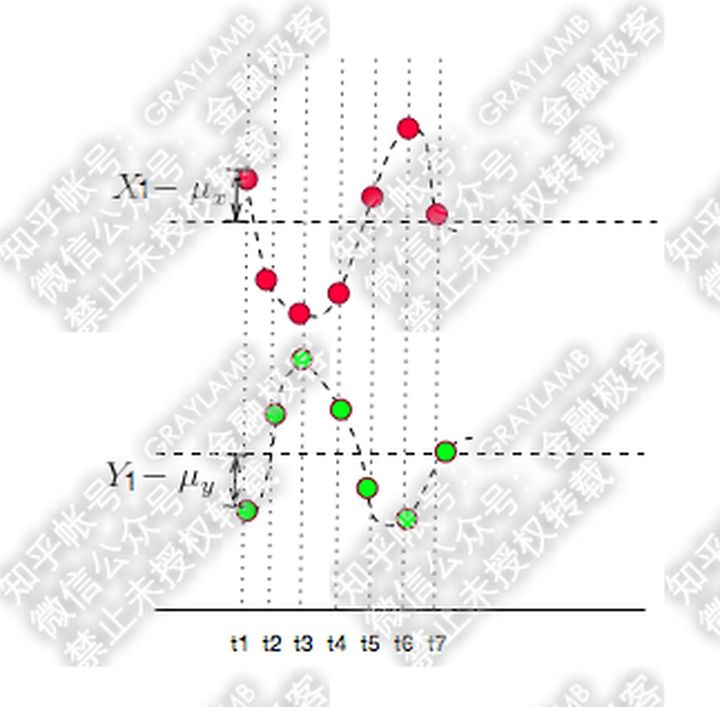 GRAYLAMB 金融极客
GRAYLAMB 金融极客
X1 − μx
知乎帐号：
微信公众号：
禁止未授权转载
知乎帐号：
微信公众号：
禁止未授权转载
GRAYLAMB 金融极客
GRAYLAMB 金融极客
Y1 − μy
知乎帐号：
微信公众号：
禁止未授权转载
知乎帐号：
微信公众号：
禁止未授权转载
t1 t2 t3 t4 t5 t6 t7